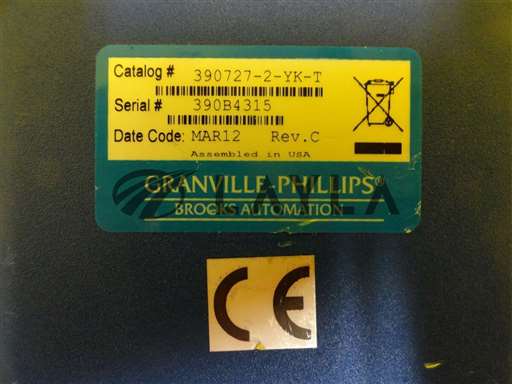 Catalog # 390727-2-YK-T
Serial # 390B4315
Date Code: MAR12 Rev.C
Assembled in USA
GRANVILLE-PHILLIPS®
BROOKS AUTOMATION
CE